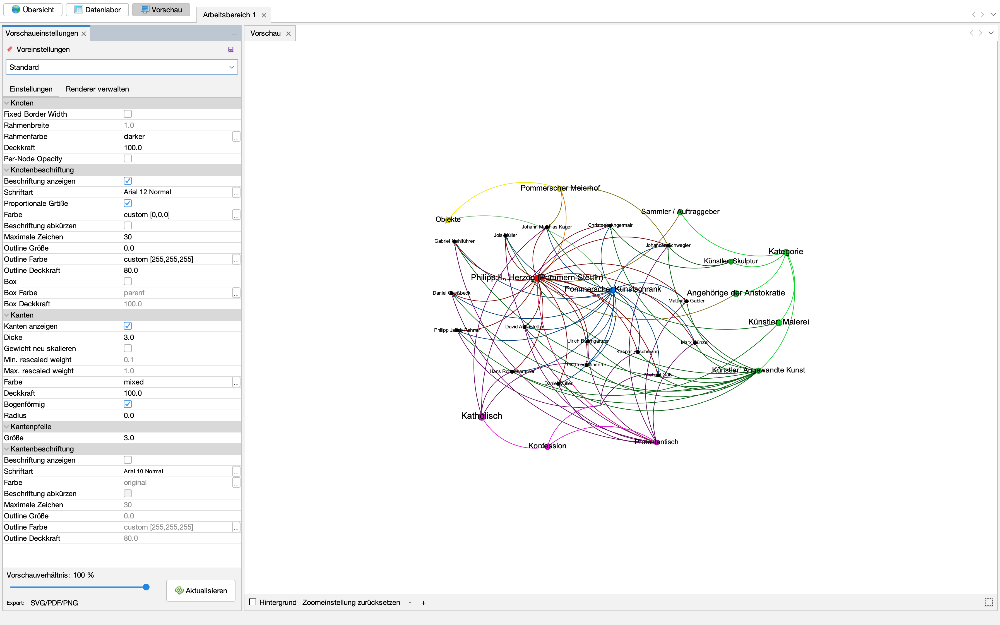 Übersicht
Datenlabor
Vorschau
Arbeitsbereich 1
Vorschaueinstellungen
Voreinstellungen
Standard
Einstellungen Renderer verwalten
Knoten
Fixed Border Width
Rahmenbreite 1.0
Rahmenfarbe darker ...
Deckkraft 100.0
Per-Node Opacity
Knotenbeschriftung
Beschriftung anzeigen
Schriftart Arial 12 Normal ...
Proportionale Größe
Farbe custom [0,0,0] ...
Beschriftung abkürzen
Maximale Zeichen 30
Outline Größe 0.0
Outline Farbe custom [255,255,255] ...
Outline Deckkraft 80.0
Box
Box Farbe parent ...
Box Deckkraft 100.0
Kanten
Kanten anzeigen
Dicke 3.0
Gewicht neu skalieren
Min. rescaled weight 0.1
Max. rescaled weight 1.0
Farbe mixed ...
Deckkraft 100.0
Bogenförmig
Radius 0.0
Kantenpfeile
Größe 3.0
Kantenbeschriftung
Beschriftung anzeigen
Schriftart Arial 10 Normal ...
Farbe original ...
Beschriftung abkürzen
Maximale Zeichen 30
Outline Größe 0.0
Outline Farbe custom [255,255,255] ...
Outline Deckkraft 80.0
Vorschauverhältnis: 100 %
Aktualisieren
Export: SVG/PDF/PNG
Vorschau
Pommerscher Meierhof
Sammler / Auftraggeber
Objekte
Johann Matthias Kager
Christoph Angermair
Jois Müller
Gabriel Mehlführer
Johannes Schwegler
Kategorie
Künstler: Skulptur
Philipp II., Herzog (Pommern-Stettin)
Pommerscher Kunstschrank
Daniel Grießbeck
Angehörige der Aristokratie
Matthäus Gabler
Künstler: Malerei
David Altenstetter
Philipp Jakob
Ulrich Baumgartner
Marx Günzer
Kaspar Buschmann
Gottfried Münderer
Künstler: Angewandte Kunst
Hans Rottenhammer
Michael Gaß
Daniel Müller
Katholisch
Protestantisch
Konfession
Hintergrund Zoomeinstellung zurücksetzen - +